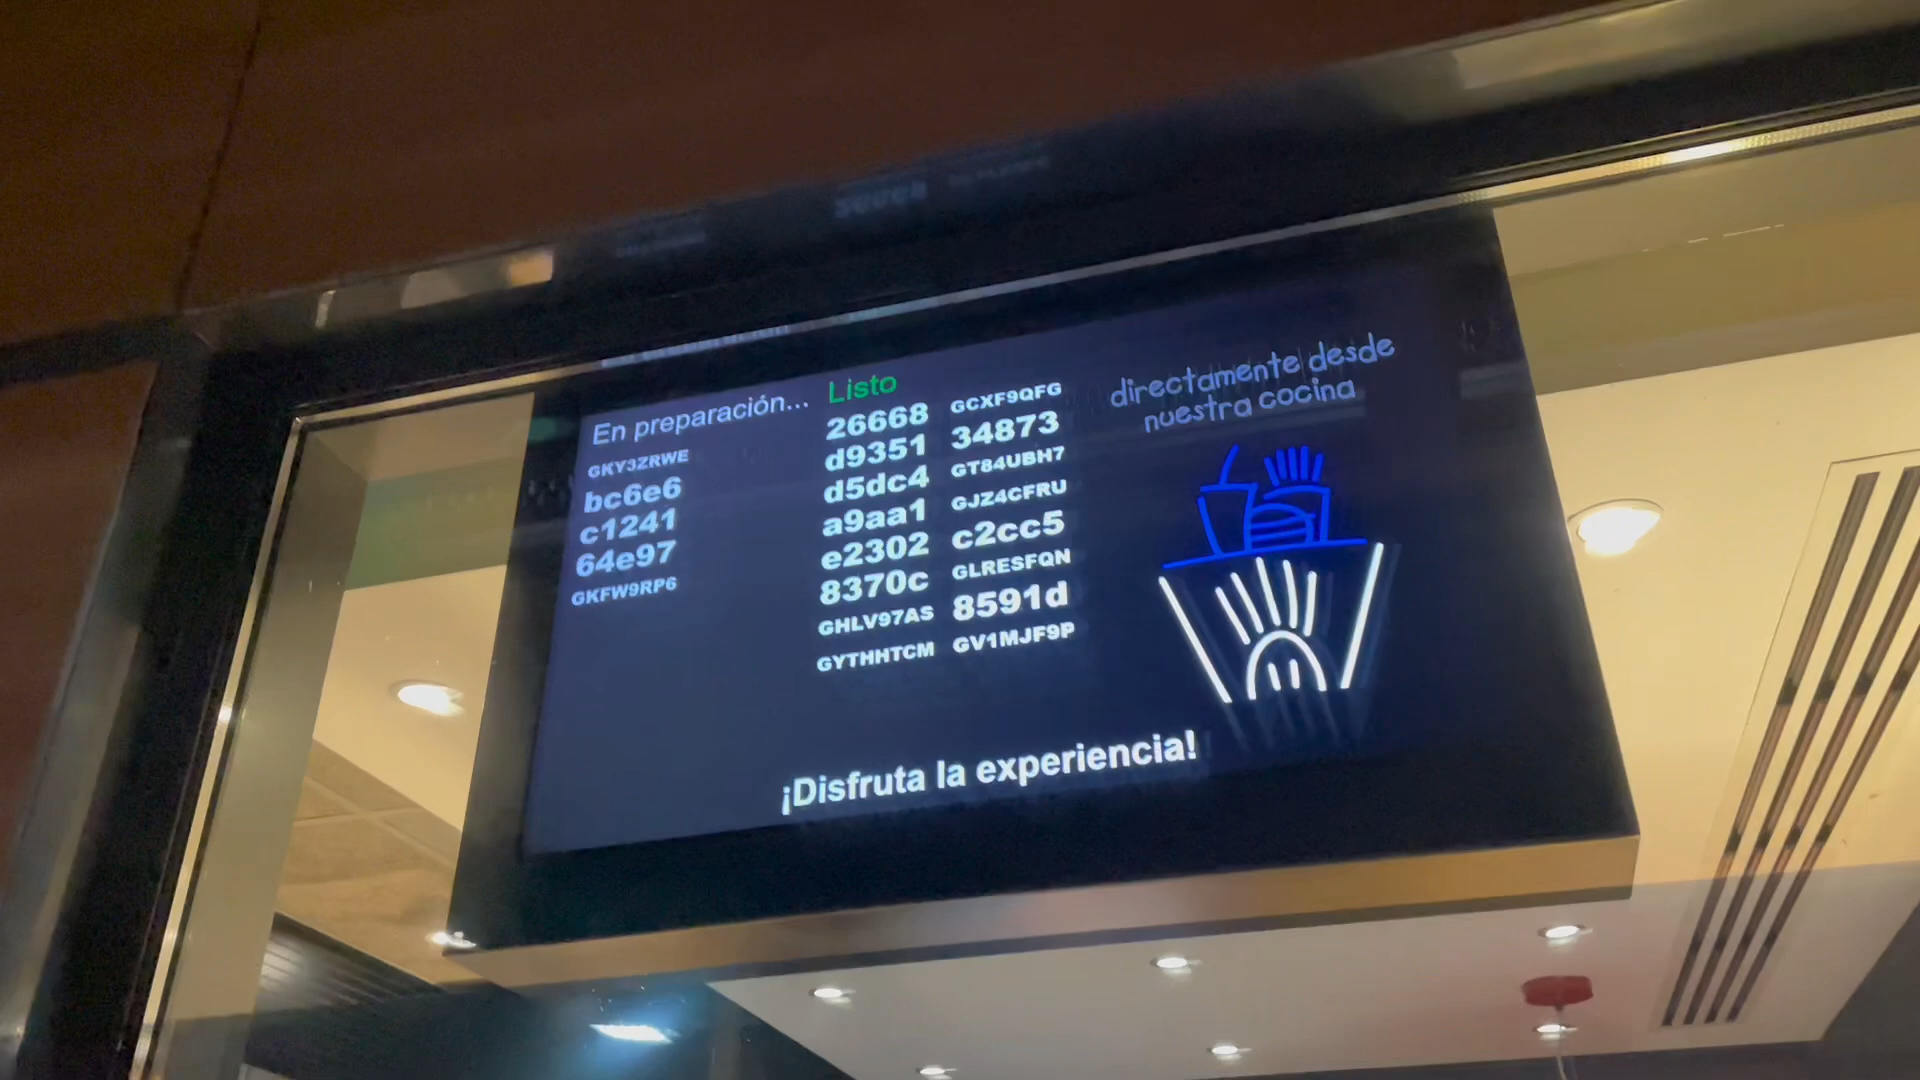 En preparación...
GKY3ZRWE
bc6e6
c1241
64e97
GKFW9RP6
Listo
26668
d9351
d5dc4
a9aa1
e2302
8370c
GHLV97AS
GYTHHTCM
GCXF9QFG
34873
GT84UBH7
GJZ4CFRU
c2cc5
GLRESFQN
8591d
GV1MJF9P
directamente desde
nuestra cocina
¡Disfruta la experiencia!